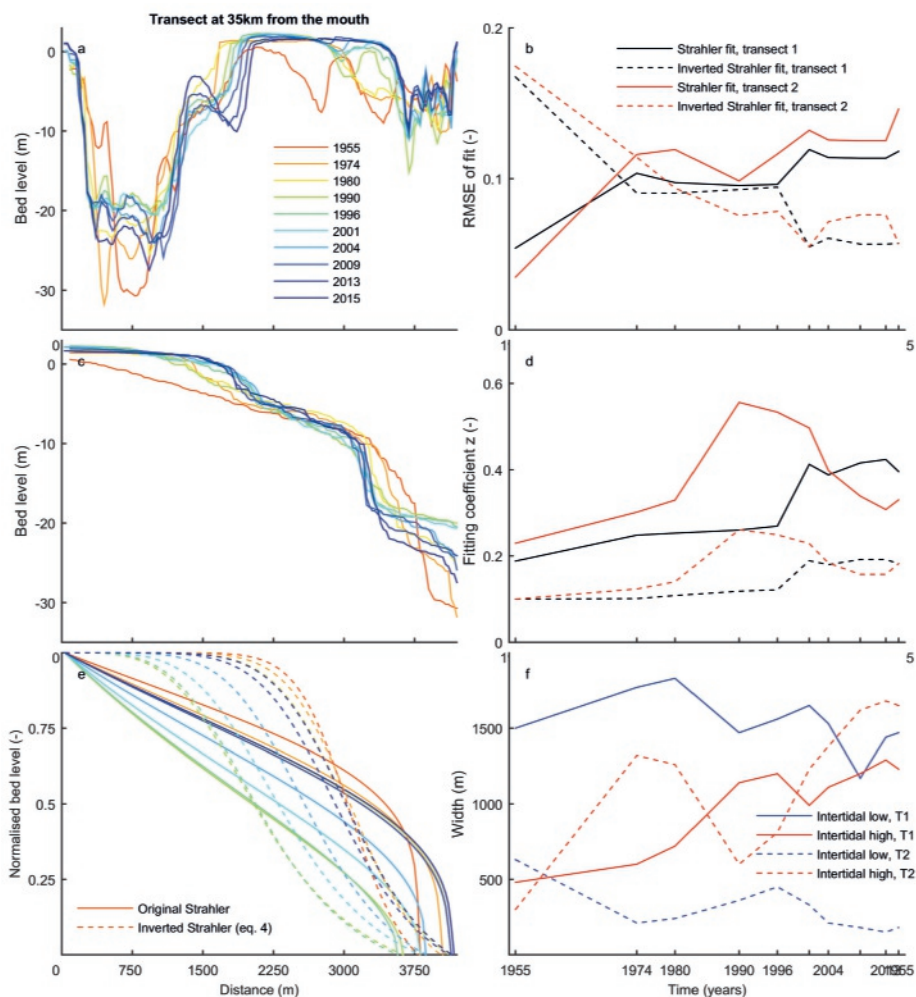 Transect at 35km from the mouth
a
0
-10
-20
-30
Bed level (m)
1955
1974
1980
1990
1996
2001
2004
2009
2013
2015
b
0.2
0.1
0
RMSE of fit (-)
Strahler fit, transect 1
Inverted Strahler fit, transect 1
Strahler fit, transect 2
Inverted Strahler fit, transect 2
0
c
0
-10
-20
-30
Bed level (m)
1
5
d
0.6
0.4
0.2
0
Fitting coefficient z (-)
0
e
0.75
0.5
0.25
Normalised bed level (-)
Original Strahler
Inverted Strahler (eq. 4)
0
750
1500
2250
3000
3750
Distance (m)
1
5
f
1500
1000
500
Width (m)
Intertidal low, T1
Intertidal high, T1
Intertidal low, T2
Intertidal high, T2
1955
1974
1980
1990
1996
2004
Time (years)